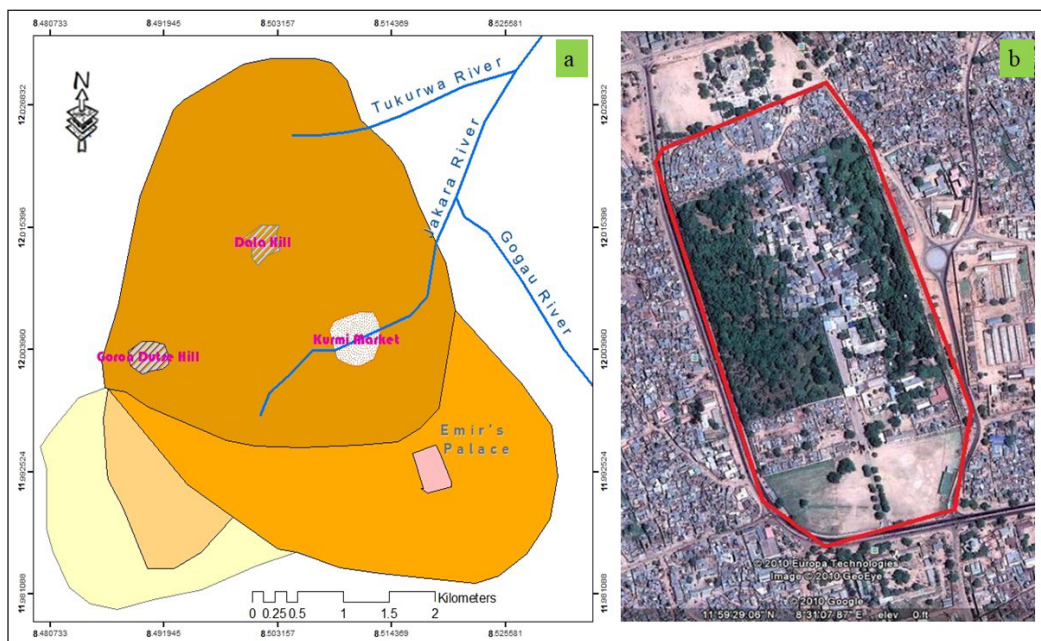 8.480733 8.491945 8.503157 8.514369 8.525581
a
b
N
12.026832
12.026832
Tukurwa River
Jakara River
12.015396
12.015396
Dala Hill
Gogau River
12.003960
12.003960
Goron Dutse Hill
Kurmi Market
Emir's
Palace
11.992524
11.992524
11.981088
11.981088
Kilometers
0 0.25 0.5 1 1.5 2
8.480733 8.491945 8.503157 8.514369 8.525581
© 2010 Europa Technologies
Image © 2010 GeoEye
© 2010 Google
11°59'29.06" N 8°31'07.87" E elev 0 ft